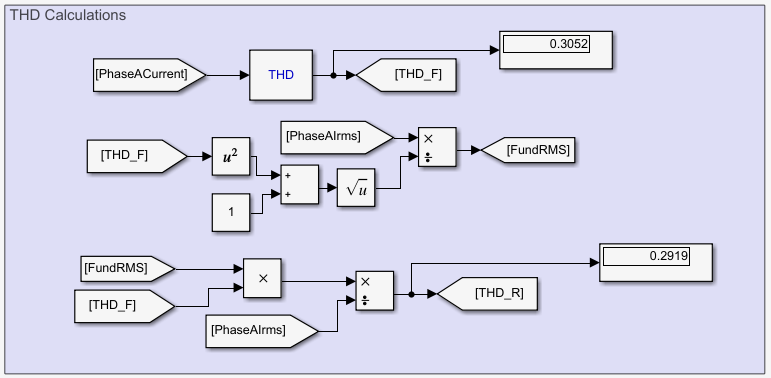 THD Calculations
0.3052
[PhaseACurrent]
THD
[THD_F]
[PhaseAIrms]
×
÷
[FundRMS]
[THD_F]
u²
+
+
√u
1
[FundRMS]
[THD_F]
×
×
÷
[PhaseAIrms]
[THD_R]
0.2919